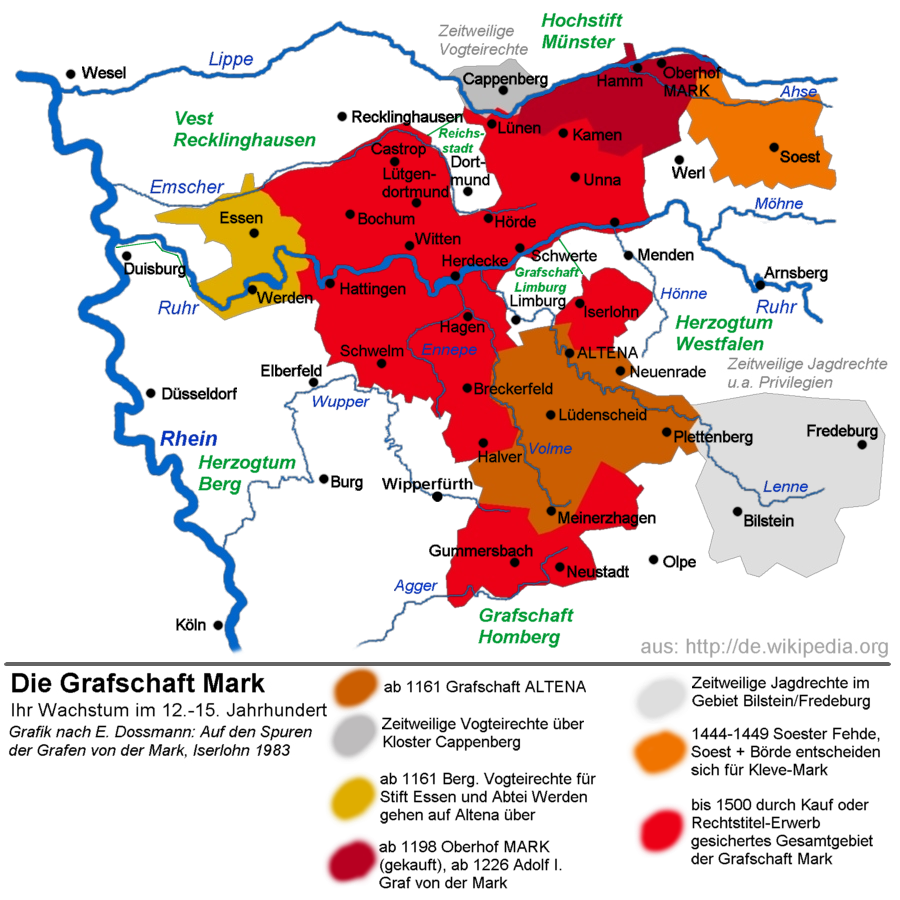 Hochstift
Münster
Zeitweilige
Vogteirechte
Lippe
Wesel
Cappenberg
Hamm
Oberhof
MARK
Ahse
Vest
Recklinghausen
Recklinghausen
Reichs-
stadt
Lünen
Kamen
Castrop
Dort-
mund
Soest
Werl
Lütgen-
dortmund
Unna
Emscher
Möhne
Essen
Bochum
Hörde
Witten
Herdecke
Schwerte
Menden
Duisburg
Grafschaft
Limburg
Arnsberg
Ruhr
Werden
Hattingen
Limburg
Hönne
Ruhr
Iserlohn
Hagen
Herzogtum
Westfalen
Schwelm
Ennepe
ALTENA
Zeitweilige Jagdrechte
u.a. Privilegien
Elberfeld
Neuenrade
Düsseldorf
Wupper
Breckerfeld
Lüdenscheid
Rhein
Plettenberg
Fredeburg
Halver
Volme
Herzogtum
Berg
Burg
Wipperfürth
Lenne
Meinerzhagen
Bilstein
Gummersbach
Neustadt
Olpe
Agger
Köln
Grafschaft
Homberg
aus: http://de.wikipedia.org
Die Grafschaft Mark
Ihr Wachstum im 12.-15. Jahrhundert
Grafik nach E. Dossmann: Auf den Spuren
der Grafen von der Mark, Iserlohn 1983
ab 1161 Grafschaft ALTENA
Zeitweilige Vogteirechte über
Kloster Cappenberg
ab 1161 Berg. Vogteirechte für
Stift Essen und Abtei Werden
gehen auf Altena über
ab 1198 Oberhof MARK
(gekauft), ab 1226 Adolf I.
Graf von der Mark
Zeitweilige Jagdrechte im
Gebiet Bilstein/Fredeburg
1444-1449 Soester Fehde,
Soest + Börde entscheiden
sich für Kleve-Mark
bis 1500 durch Kauf oder
Rechtstitel-Erwerb
gesichertes Gesamtgebiet
der Grafschaft Mark